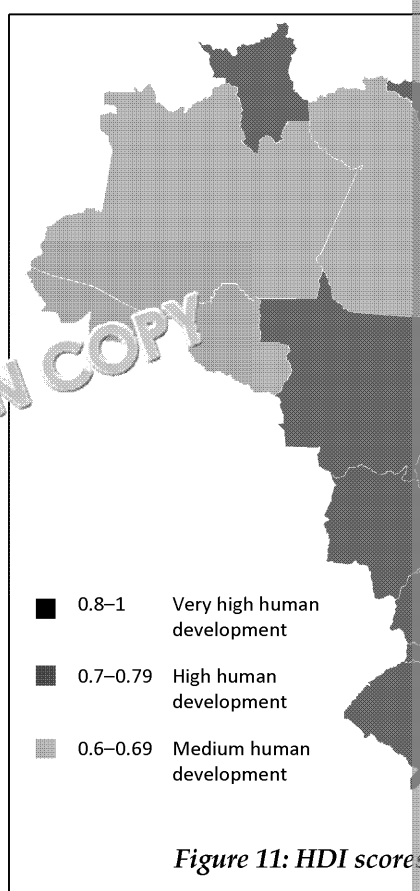 N COPY
0.8–1 Very high human
development
0.7–0.79 High human
development
0.6–0.69 Medium human
development
Figure 11: HDI scores